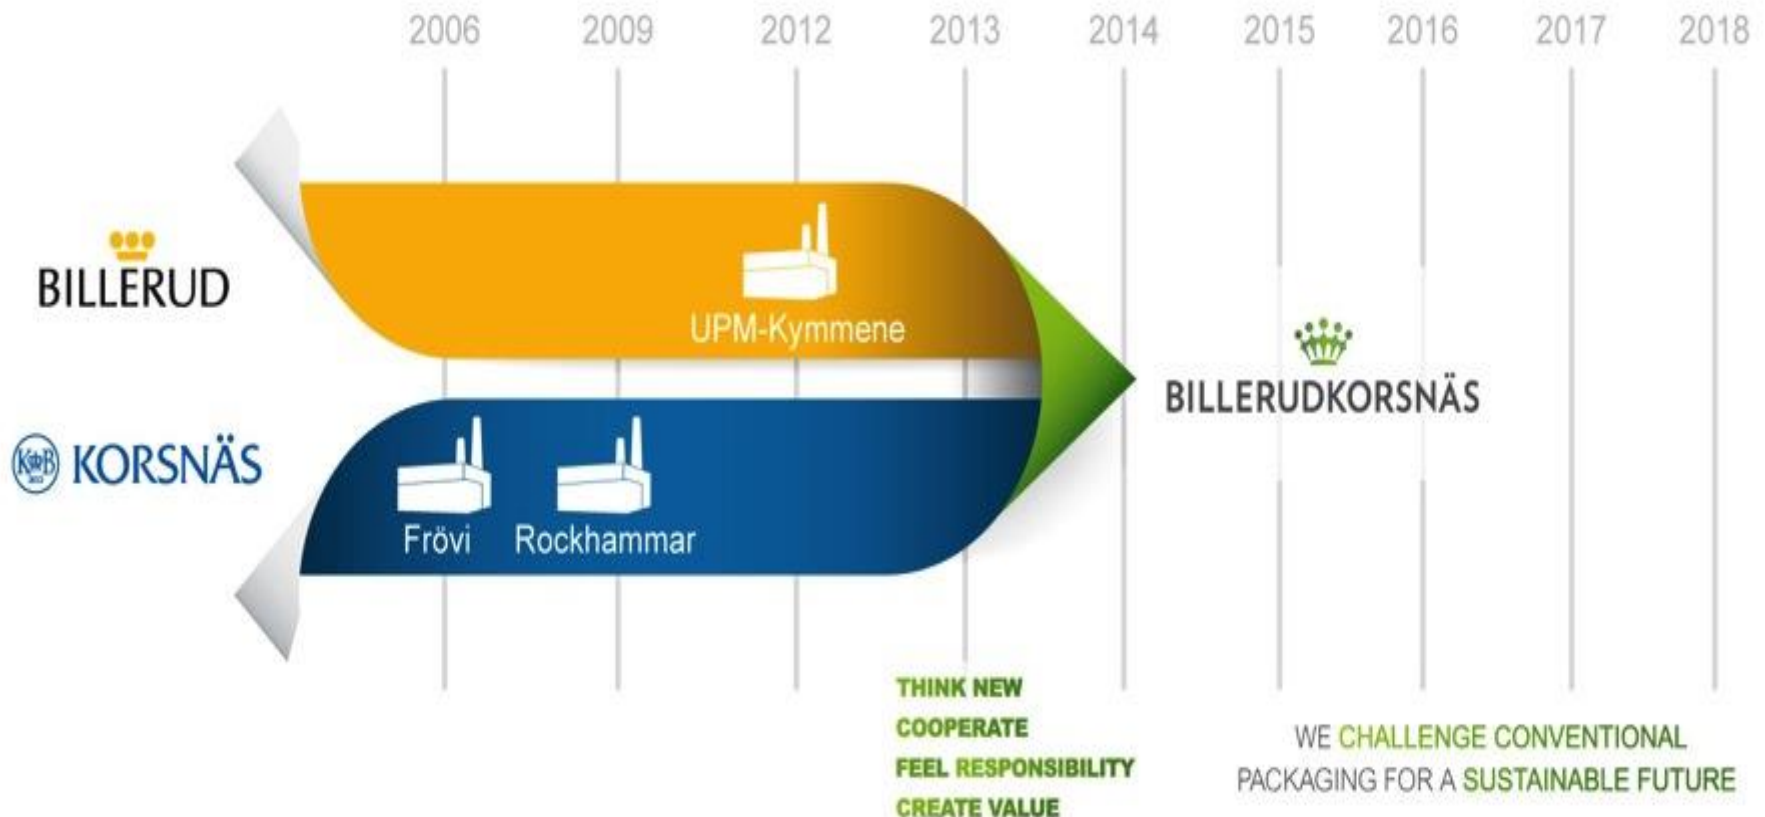 2006 2009 2012 2013 2014 2015 2016 2017 2018
BILLERUD
UPM-Kymmene
BILLERUDKORSNÄS
KORSNÄS
Frövi Rockhammar
THINK NEW
COOPERATE
FEEL RESPONSIBILITY
CREATE VALUE
WE CHALLENGE CONVENTIONAL
PACKAGING FOR A SUSTAINABLE FUTURE